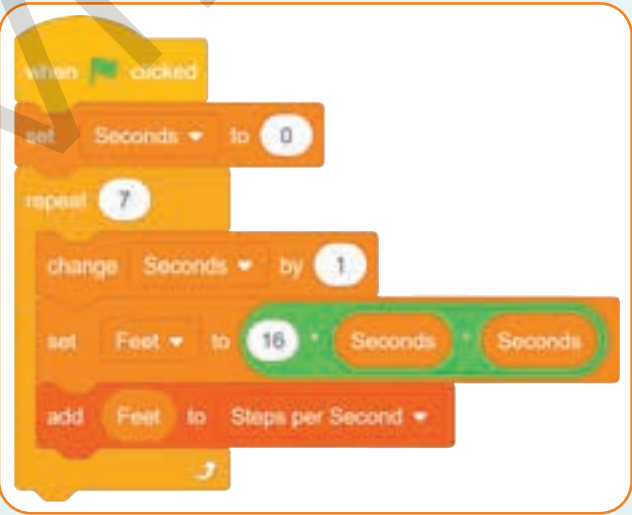 when clicked
set Seconds to 0
repeat 7
change Seconds by 1
set Feet to 16 * Seconds * Seconds
add Feet to Steps per Second